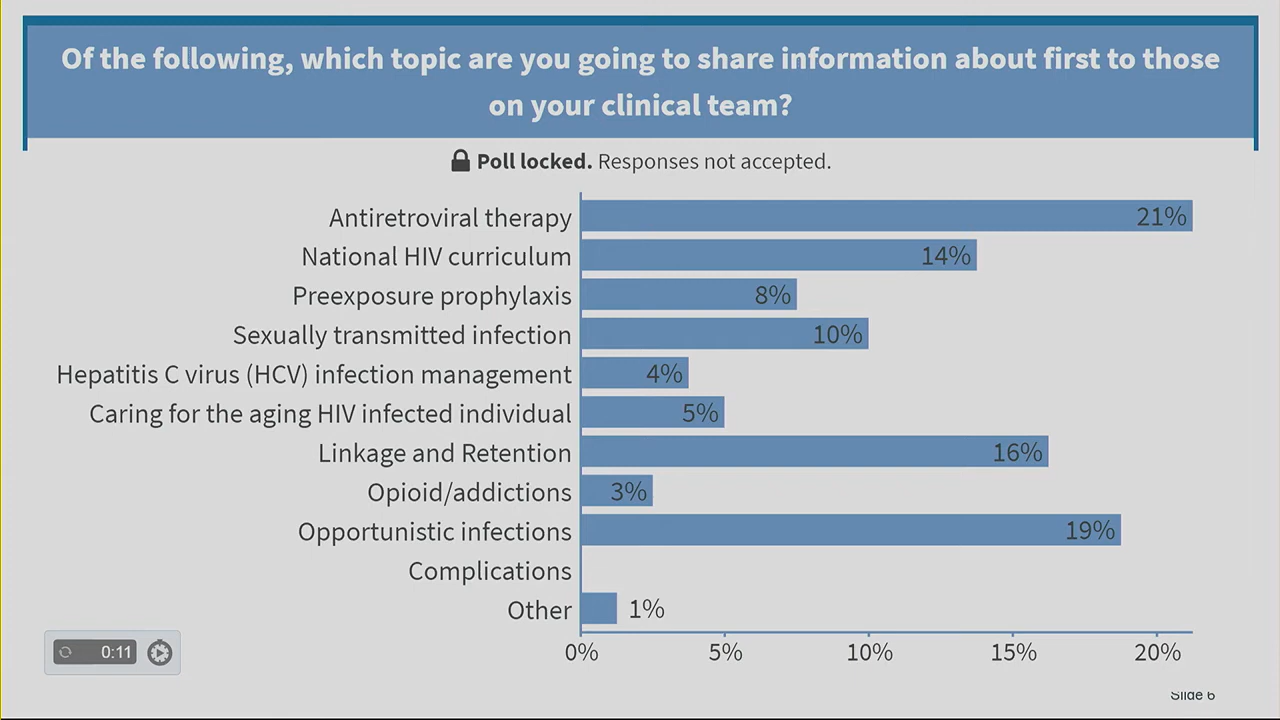 Of the following, which topic are you going to share information about first to those
on your clinical team?
Poll locked. Responses not accepted.
Antiretroviral therapy 21%
National HIV curriculum 14%
Preexposure prophylaxis 8%
Sexually transmitted infection 10%
Hepatitis C virus (HCV) infection management 4%
Caring for the aging HIV infected individual 5%
Linkage and Retention 16%
Opioid/addictions 3%
Opportunistic infections 19%
Complications
Other 1%
0:11
0% 5% 10% 15% 20%
Slide 6